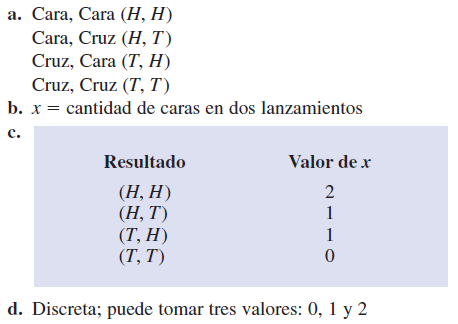 a. Cara, Cara (H, H)
Cara, Cruz (H, T)
Cruz, Cara (T, H)
Cruz, Cruz (T, T)
b. x = cantidad de caras en dos lanzamientos
c.
Resultado Valor de x
(H, H) 2
(H, T) 1
(T, H) 1
(T, T) 0
d. Discreta; puede tomar tres valores: 0, 1 y 2